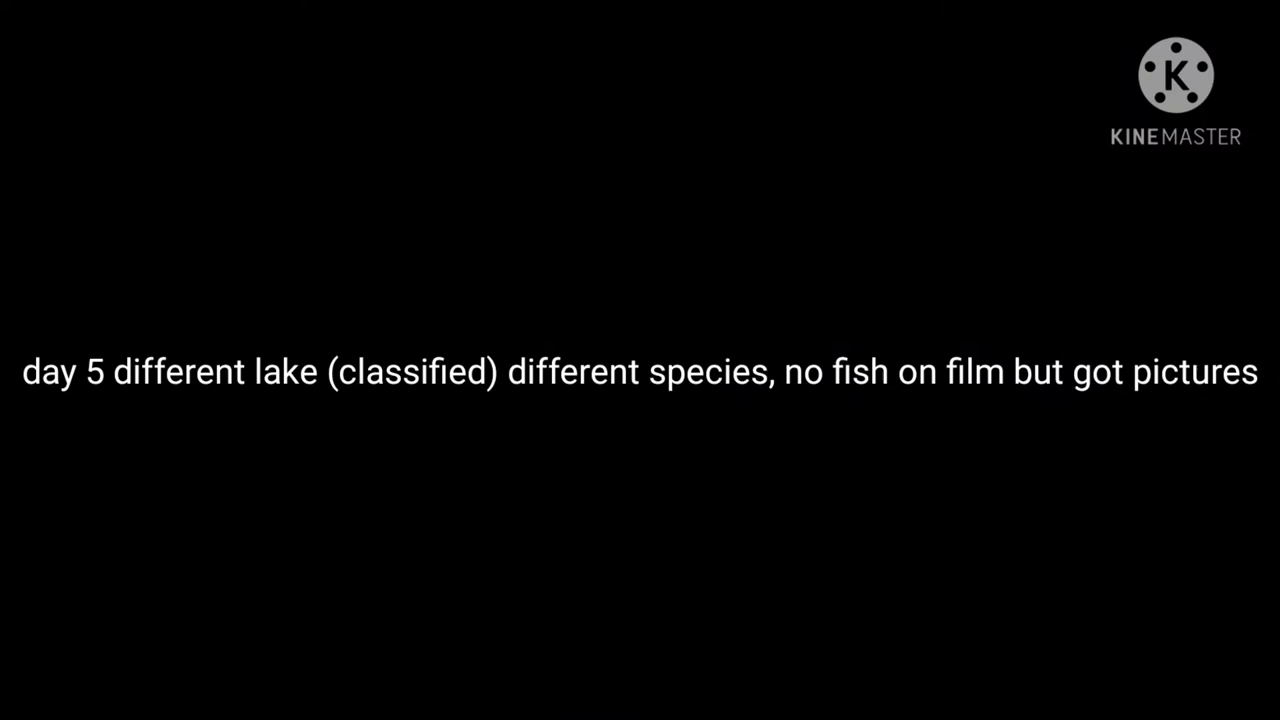 K
KINEMASTER
day 5 different lake (classified) different species, no fish on film but got pictures